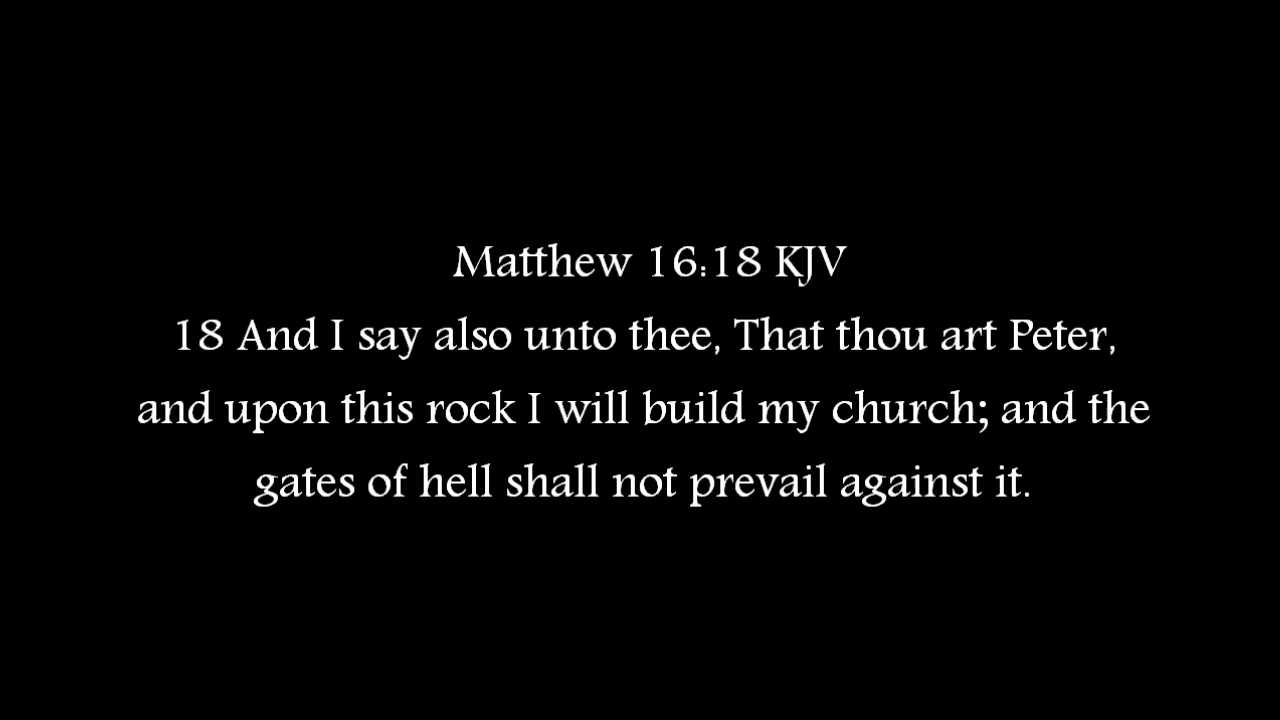 Matthew 16:18 KJV
18 And I say also unto thee, That thou art Peter,
and upon this rock I will build my church; and the
gates of hell shall not prevail against it.